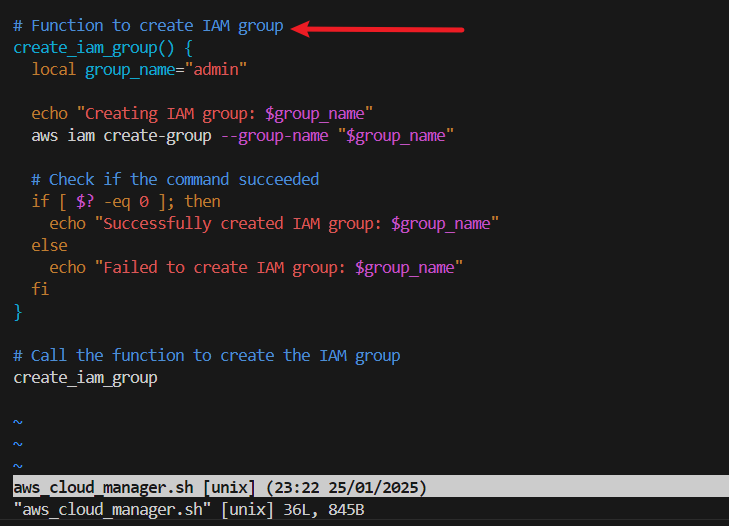 # Function to create IAM group
create_iam_group() {
  local group_name="admin"
  echo "Creating IAM group: $group_name"
  aws iam create-group --group-name "$group_name"
  # Check if the command succeeded
  if [ $? -eq 0 ]; then
    echo "Successfully created IAM group: $group_name"
  else
    echo "Failed to create IAM group: $group_name"
  fi
}
# Call the function to create the IAM group
create_iam_group
~
~
~
aws_cloud_manager.sh [unix] (23:22 25/01/2025)
"aws_cloud_manager.sh" [unix] 36L, 845B